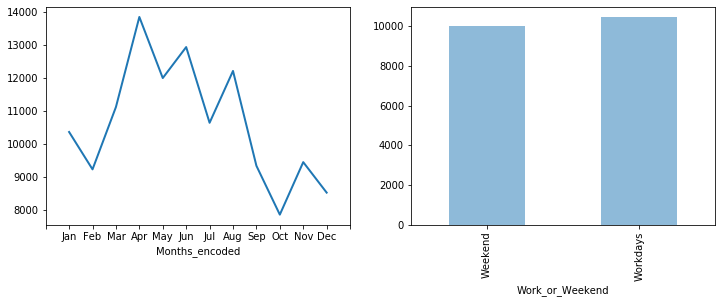 14000
13000
12000
11000
10000
9000
8000
Jan Feb Mar Apr May Jun Jul Aug Sep Oct Nov Dec
Months_encoded
10000
8000
6000
4000
2000
0
Weekend
Workdays
Work_or_Weekend